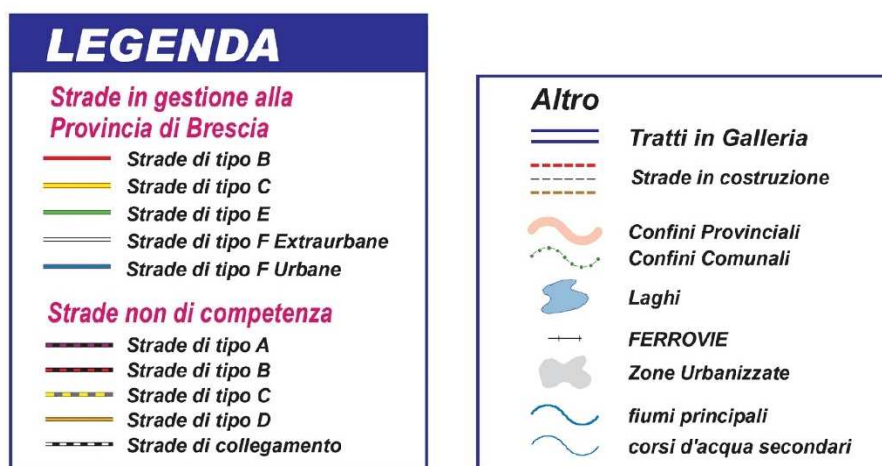 LEGENDA
Strade in gestione alla
Provincia di Brescia
Strade di tipo B
Strade di tipo C
Strade di tipo E
Strade di tipo F Extraurbane
Strade di tipo F Urbane
Strade non di competenza
Strade di tipo A
Strade di tipo B
Strade di tipo C
Strade di tipo D
Strade di collegamento
Altro
Tratti in Galleria
Strade in costruzione
Confini Provinciali
Confini Comunali
Laghi
FERROVIE
Zone Urbanizzate
fiumi principali
corsi d'acqua secondari